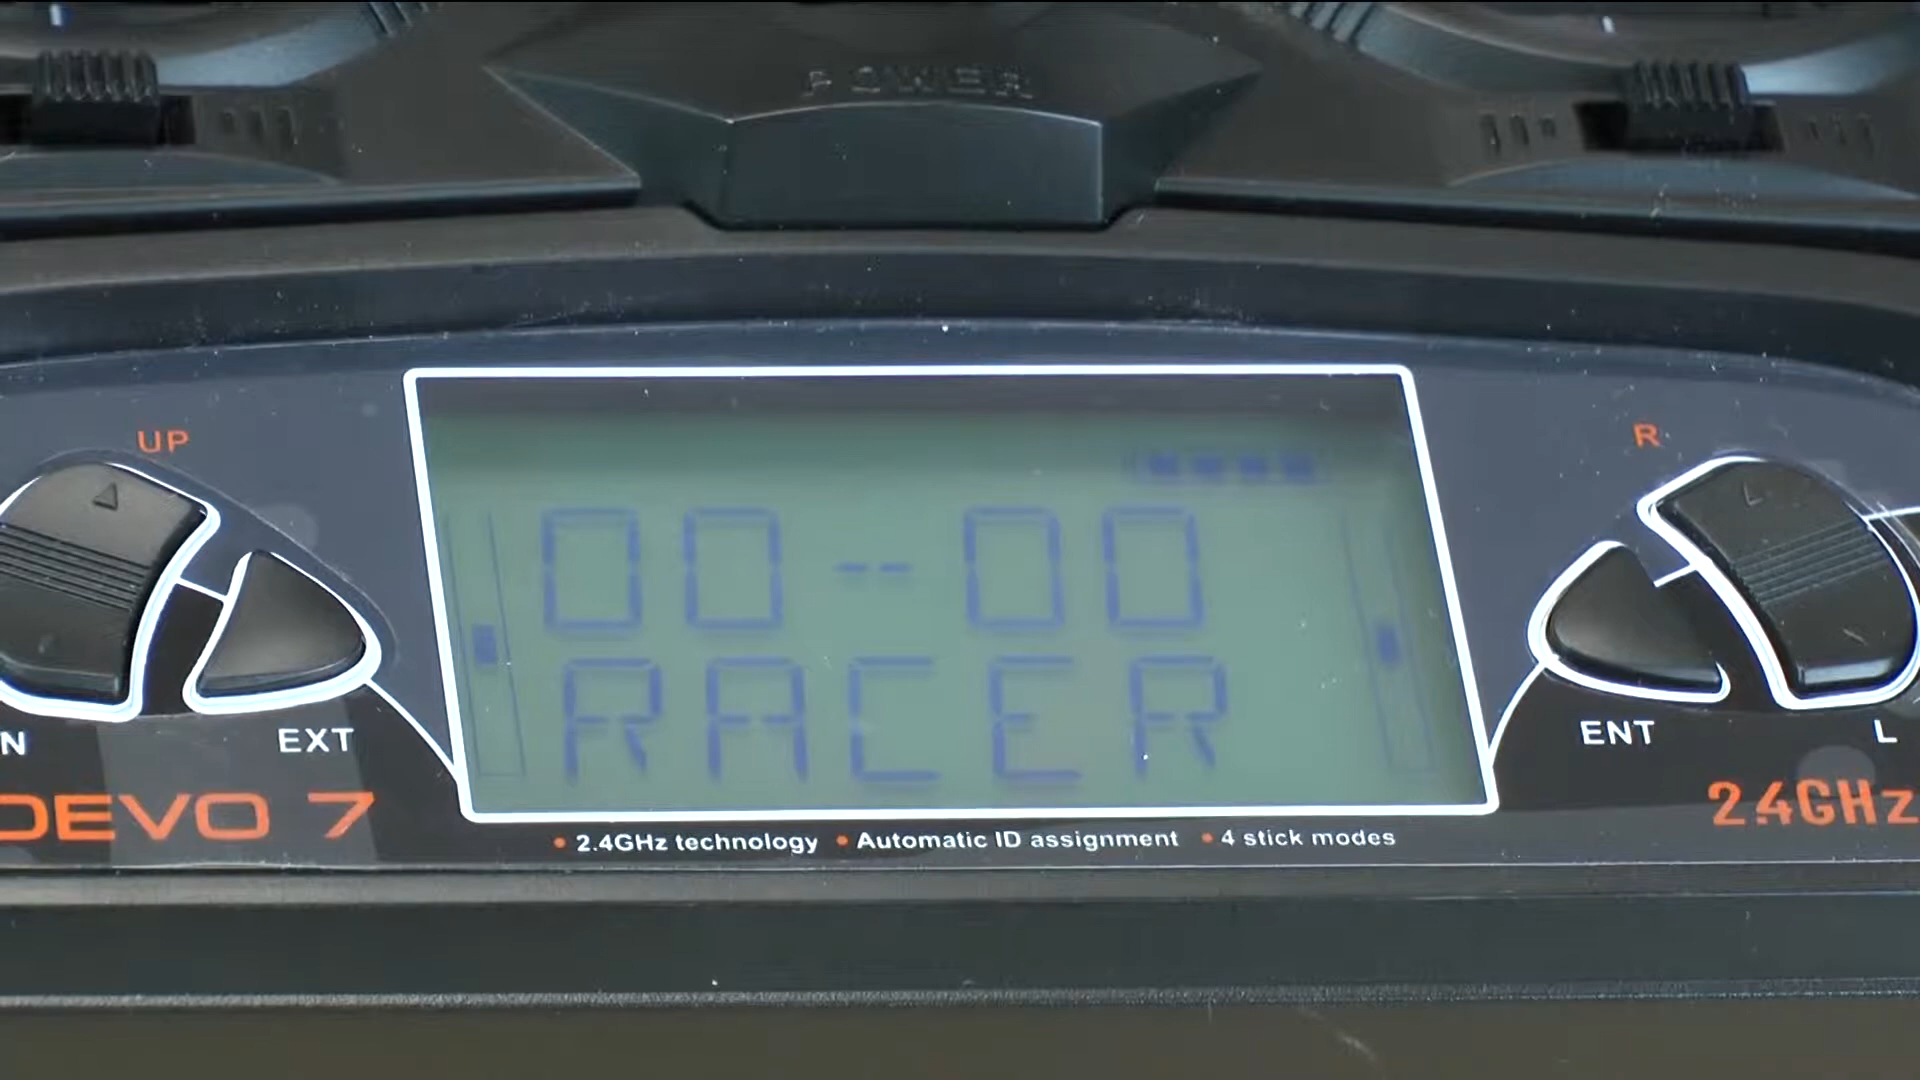 POWER
UP
R
00--00
RACER
N
EXT
ENT
L
DEVO 7
2.4GHz
• 2.4GHz technology • Automatic ID assignment • 4 stick modes